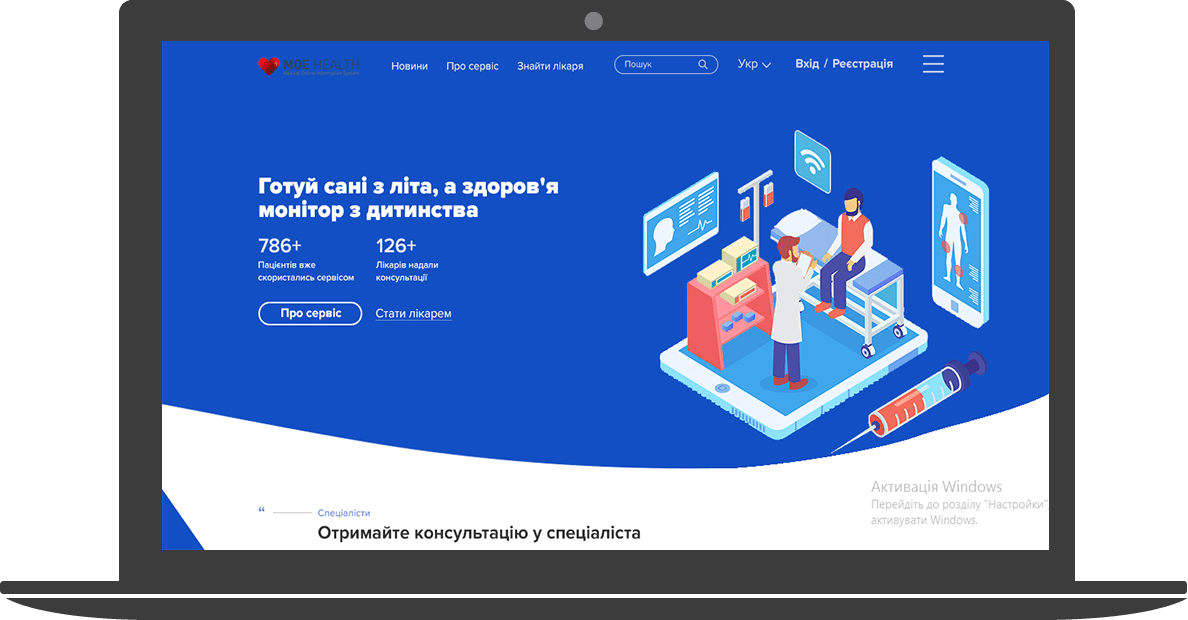 MOE HEALTH
Medical Online Information System
Новини
Про сервіс
Знайти лікаря
Пошук
Укр
Вхід / Реєстрація
Готуй сані з літа, а здоров'я
монітор з дитинства
786+
126+
Пацієнтів вже
скористались сервісом
Лікарів надали
консультації
Про сервіс
Стати лікарем
“
Спеціалісти
Отримайте консультацію у спеціаліста
Активація Windows
Перейдіть до розділу "Настройки"
активувати Windows.